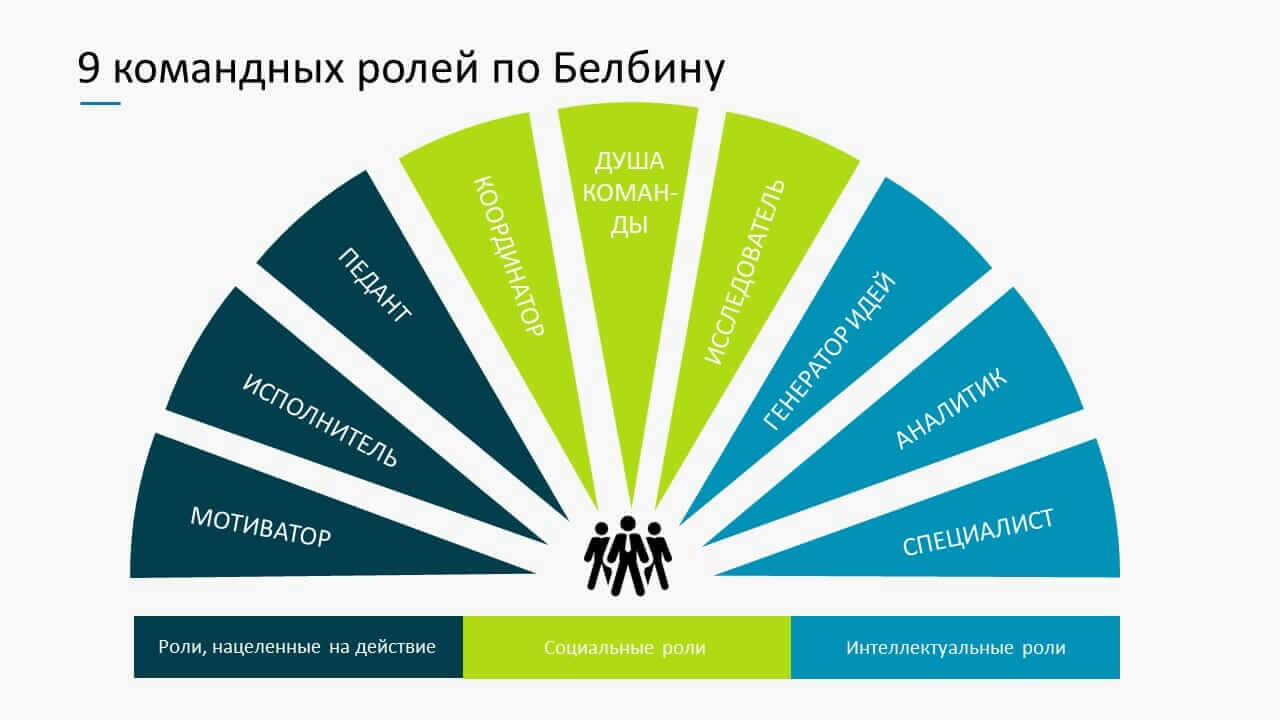 9 командных ролей по Белбину
МОТИВАТОР
ИСПОЛНИТЕЛЬ
ПЕДАНТ
КООРДИНАТОР
ДУША
КОМАН-
ДЫ
ИССЛЕДОВАТЕЛЬ
ГЕНЕРАТОР ИДЕЙ
АНАЛИТИК
СПЕЦИАЛИСТ
Роли, нацеленные на действие
Социальные роли
Интеллектуальные роли